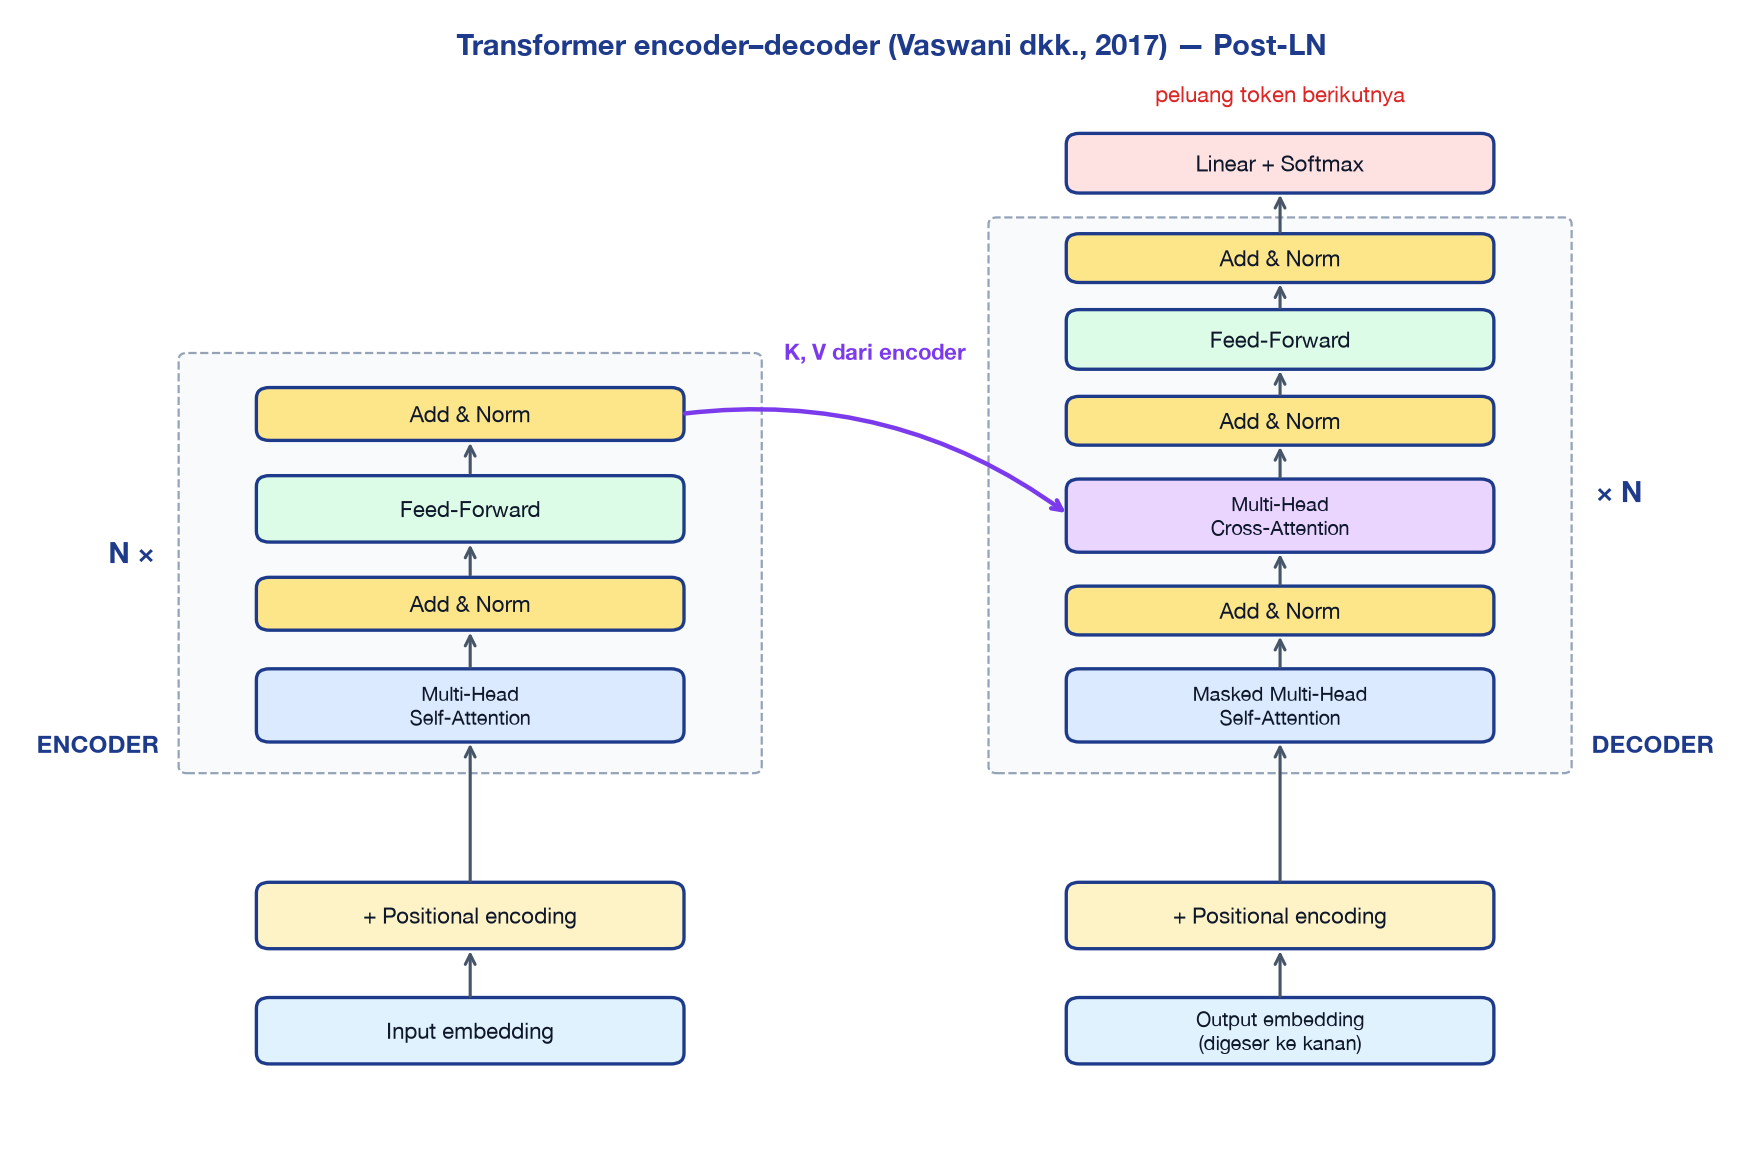 Transformer encoder–decoder (Vaswani dkk., 2017) — Post-LN
peluang token berikutnya
Linear + Softmax
Add & Norm
Feed-Forward
Add & Norm
Multi-Head
Cross-Attention
Add & Norm
Masked Multi-Head
Self-Attention
× N
DECODER
+ Positional encoding
Output embedding
(digeser ke kanan)
K, V dari encoder
Add & Norm
Feed-Forward
Add & Norm
Multi-Head
Self-Attention
N ×
ENCODER
+ Positional encoding
Input embedding